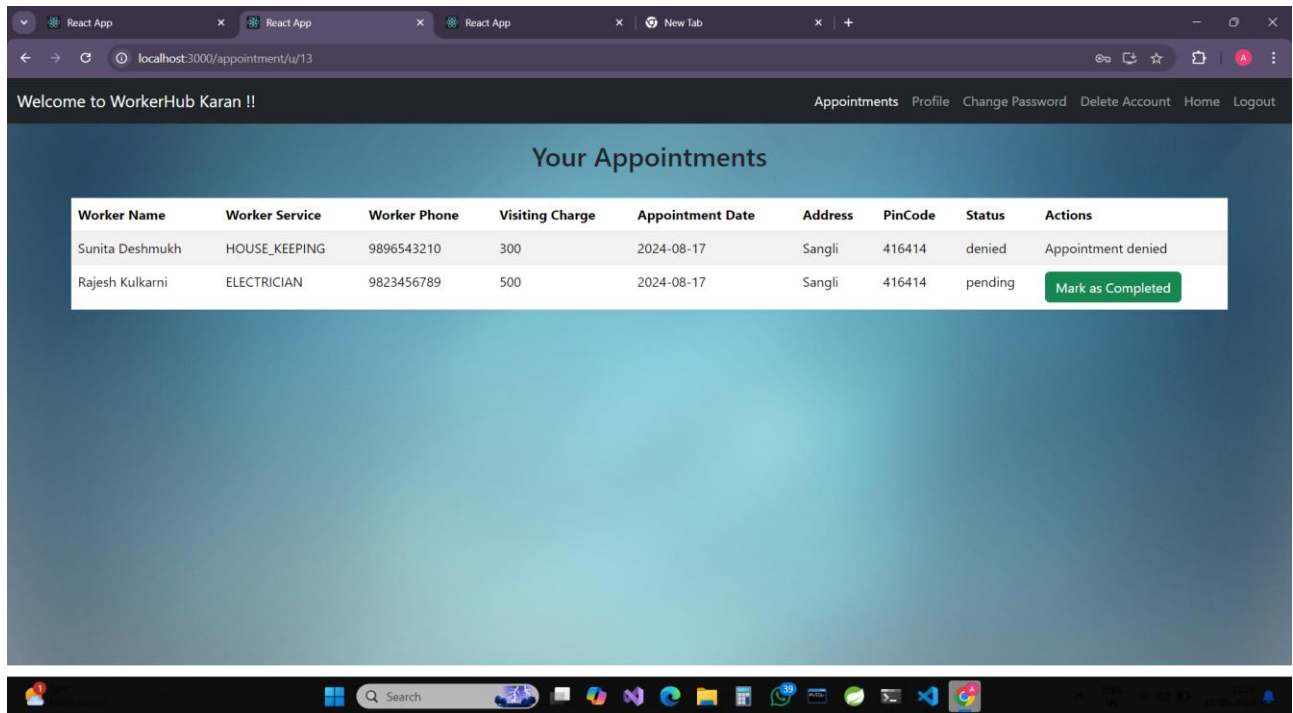 React App React App React App New Tab
localhost:3000/appointment/u/13 A
Welcome to WorkerHub Karan !! Appointments Profile Change Password Delete Account Home Logout
Your Appointments
Worker Name Worker Service Worker Phone Visiting Charge Appointment Date Address PinCode Status Actions
Sunita Deshmukh HOUSE_KEEPING 9896543210 300 2024-08-17 Sangli 416414 denied Appointment denied
Rajesh Kulkarni ELECTRICIAN 9823456789 500 2024-08-17 Sangli 416414 pending Mark as Completed
1 Search 39